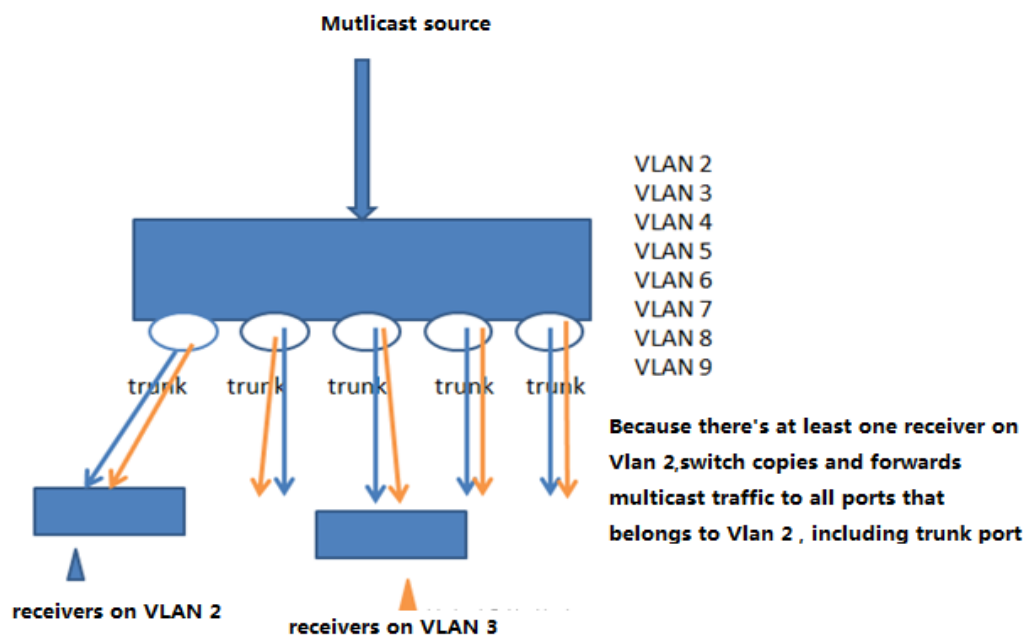 Mutlicast source
VLAN 2
VLAN 3
VLAN 4
VLAN 5
VLAN 6
VLAN 7
VLAN 8
VLAN 9
trunk
trunk
trunk
trunk
trunk
Because there's at least one receiver on
Vlan 2,switch copies and forwards
multicast traffic to all ports that
belongs to Vlan 2 , including trunk port
receivers on VLAN 2
receivers on VLAN 3